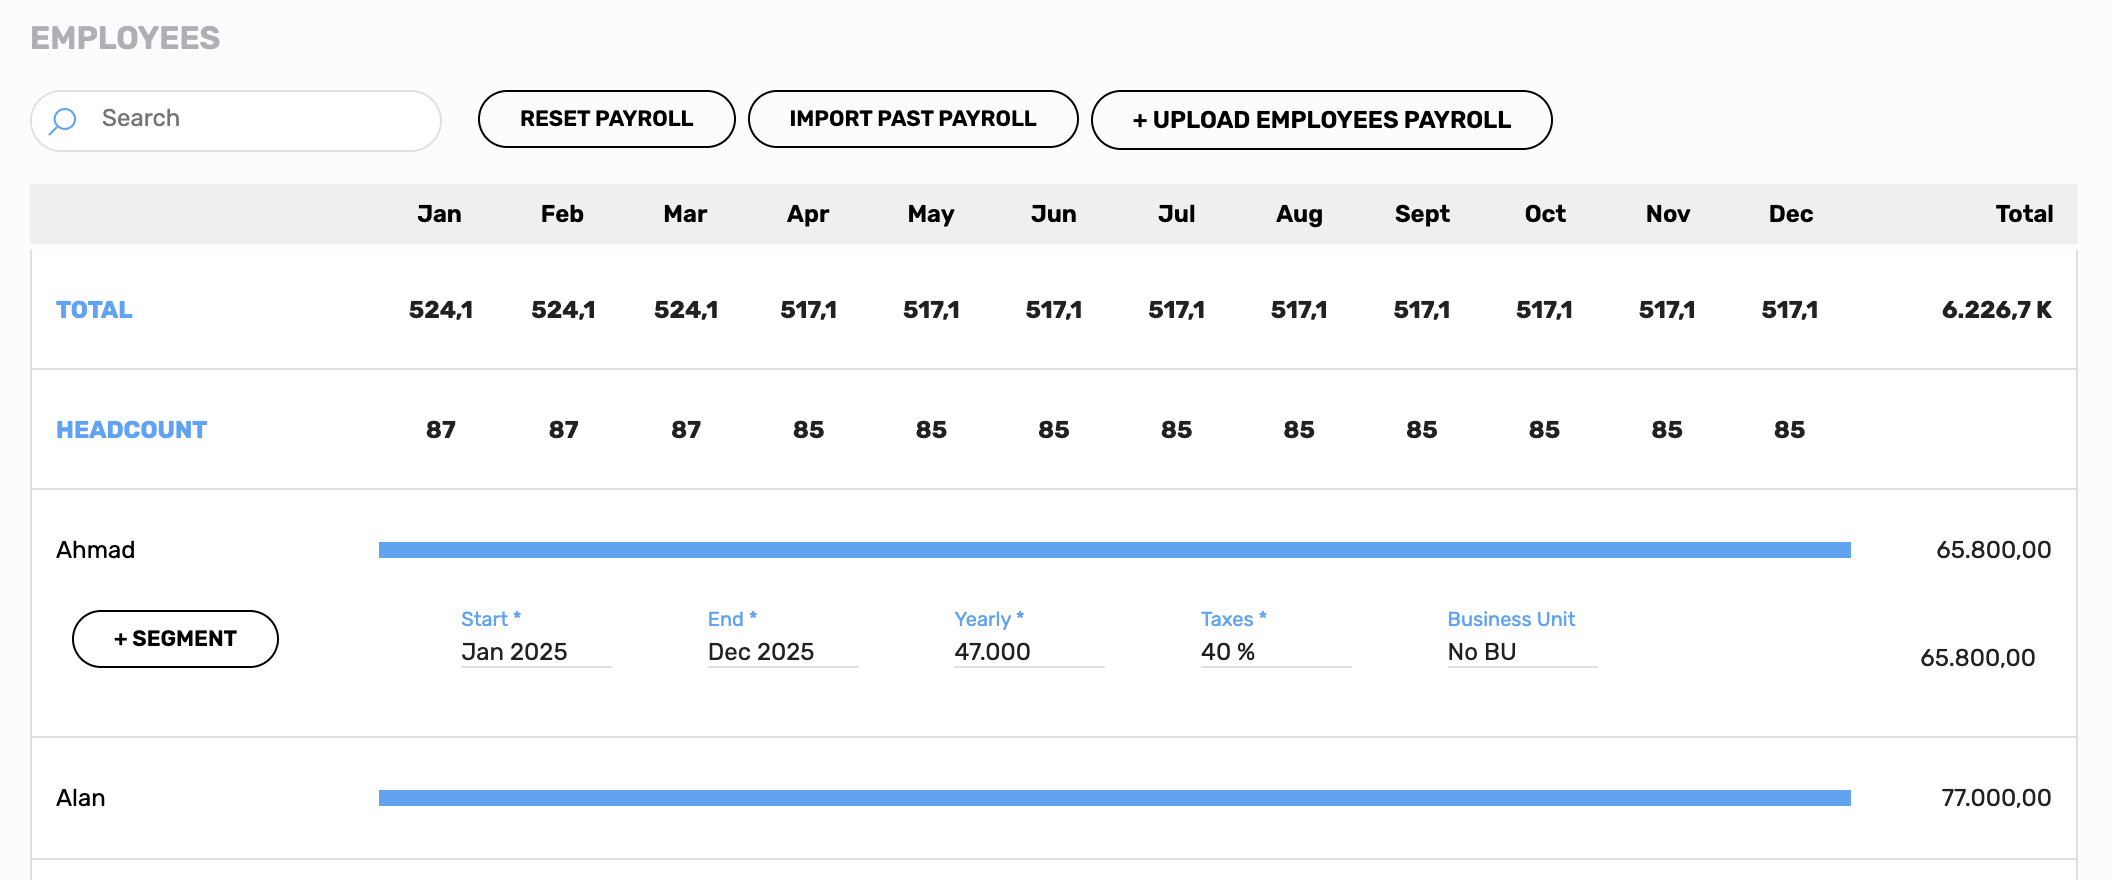 EMPLOYEES
Search
RESET PAYROLL
IMPORT PAST PAYROLL
+ UPLOAD EMPLOYEES PAYROLL
Jan Feb Mar Apr May Jun Jul Aug Sept Oct Nov Dec Total
TOTAL 524,1 524,1 524,1 517,1 517,1 517,1 517,1 517,1 517,1 517,1 517,1 517,1 6.226,7 K
HEADCOUNT 87 87 87 85 85 85 85 85 85 85 85 85
Ahmad 65.800,00
+ SEGMENT
Start * End * Yearly * Taxes * Business Unit
Jan 2025 Dec 2025 47.000 40 % No BU 65.800,00
Alan 77.000,00